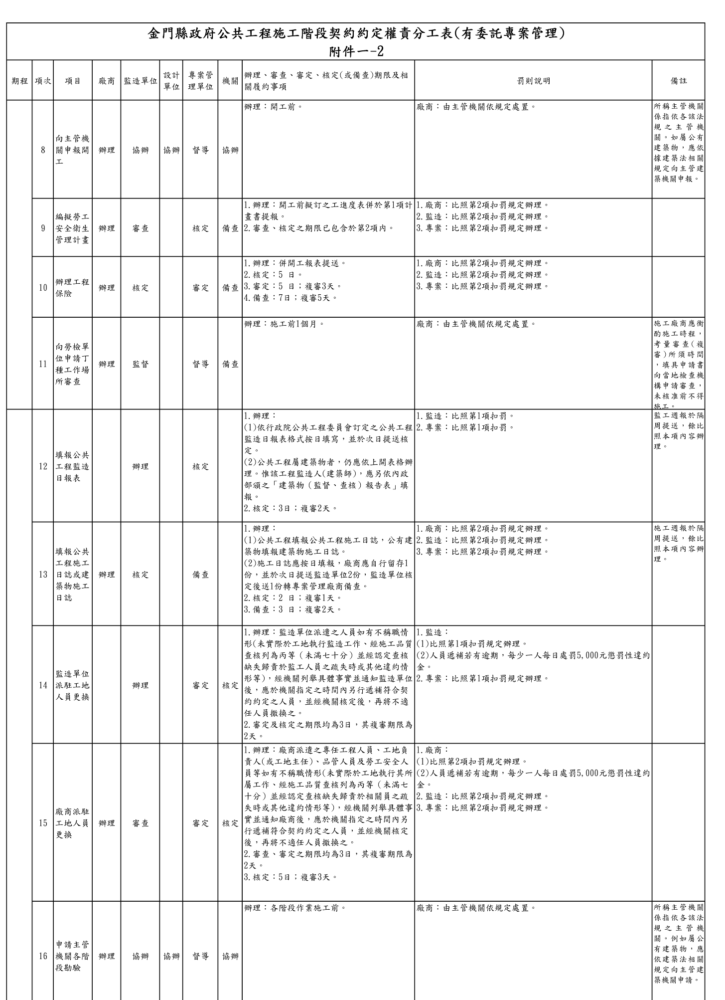 金門縣政府公共工程施工階段契約約定權責分工表(有委託專案管理)
附件一-2
期程 項次 項目 廠商 監造單位 設計單位 專案管理單位 機關 辦理、審查、審定、核定(或備查)期限及相關履約事項 罰則說明 備註
8
向主管機
關申報開
工
辦理 協辦 協辦 督導 協辦
辦理：開工前。
廠商：由主管機關依規定處置。
所稱主管機關
係指依各該法
規之主管機
關。如屬公有
建築物，應依
據建築法相關
規定向主管建
築機關申報。
9
編擬勞工
安全衛生
管理計畫
辦理 審查 核定 備查
1.辦理：開工前擬訂之工進度表併於第1項計
畫書提報。
2.審查、核定之期限已包含於第2項內。
1.廠商：比照第2項扣罰規定辦理。
2.監造：比照第2項扣罰規定辦理。
3.專案：比照第2項扣罰規定辦理。
10
辦理工程
保險
辦理 核定 審定 備查
1.辦理：併開工報表提送。
2.核定：5 日。
3.審定：5 日；複審3天。
4.備查：7日；複審5天。
1.廠商：比照第2項扣罰規定辦理。
2.監造：比照第2項扣罰規定辦理。
3.專案：比照第2項扣罰規定辦理。
11
向勞檢單
位申請丁
種工作場
所審查
辦理 監督 督導 備查
辦理：施工前1個月。
廠商：由主管機關依規定處置。
施工廠商應衡
酌施工時程，
考量審查(複
審)所須時間
，填具申請書
向當地檢查機
構申請審查，
未核准前不得
施工。
12
填報公共
工程監造
日報表
辦理 核定
1.辦理：
(1)依行政院公共工程委員會訂定之公共工程
監造日報表格式按日填寫，並於次日提送核
定。
(2)公共工程屬建築物者，仍應依上開表格辦
理。惟該工程監造人(建築師)，應另依內政
部頒之「建築物（監督、查核）報告表」填
報。
2.核定：3日；複審2天。
1.監造：比照第1項扣罰。
2.專案：比照第1項扣罰。
監工週報於隔
周提送，餘比
照本項內容辦
理。
13
填報公共
工程施工
日誌或建
築物施工
日誌
辦理 核定 備查
1.辦理：
(1)公共工程填報公共工程施工日誌，公有建
築物填報建築物施工日誌。
(2)施工日誌應按日填報，廠商應自行留存1
份，並於次日提送監造單位2份，監造單位核
定後送1份轉專案管理廠商備查。
2.核定：2 日；複審1天。
3.備查：3 日；複審2天。
1.廠商：比照第2項扣罰規定辦理。
2.監造：比照第2項扣罰規定辦理。
3.專案：比照第2項扣罰規定辦理。
施工週報於隔
周提送，餘比
照本項內容辦
理。
14
監造單位
派駐工地
人員更換
辦理 審定 核定
1.辦理：監造單位派遣之人員如有不稱職情
形(未實際於工地執行監造工作、經施工品質
查核列為丙等（未滿七十分）並經認定查核
缺失歸責於監工人員之疏失時或其他違約情
形等)，經機關列舉具體事實並通知監造單位
後，應於機關指定之時間內另行遞補符合契
約約定之人員，並經機關核定後，再將不適
任人員撤換之。
2.審定及核定之期限均為3日，其複審期限為
2天。
1.監造：
(1)比照第1項扣罰規定辦理。
(2)人員遞補若有逾期，每少一人每日處罰5,000元懲罰性違約
金。
2.專案：比照第1項扣罰規定辦理。
15
廠商派駐
工地人員
更換
辦理 審查 審定 核定
1.辦理：廠商派遣之專任工程人員、工地負
責人(或工地主任)、品管人員及勞工安全人
員等如有不稱職情形(未實際於工地執行其所
屬工作、經施工品質查核列為丙等（未滿七
十分）並經認定查核缺失歸責於相關員之疏
失時或其他違約情形等)，經機關列舉具體事
實並通知廠商後，應於機關指定之時間內另
行遞補符合契約約定之人員，並經機關核定
後，再將不適任人員撤換之。
2.審查、審定之期限均為3日，其複審期限為
2天。
3.核定：5日；複審3天。
1.廠商：
(1)比照第2項扣罰規定辦理。
(2)人員遞補若有逾期，每少一人每日處罰5,000元懲罰性違約
金。
2.監造：比照第2項扣罰規定辦理。
3.專案：比照第2項扣罰規定辦理。
16
申請主管
機關各階
段勘驗
辦理 協辦 協辦 督導 協辦
辦理：各階段作業施工前。
廠商：由主管機關依規定處置。
所稱主管機關
係指依各該法
規之主管機
關。例如屬公
有建築物，應
依建築法相關
規定向主管建
築機關申請。